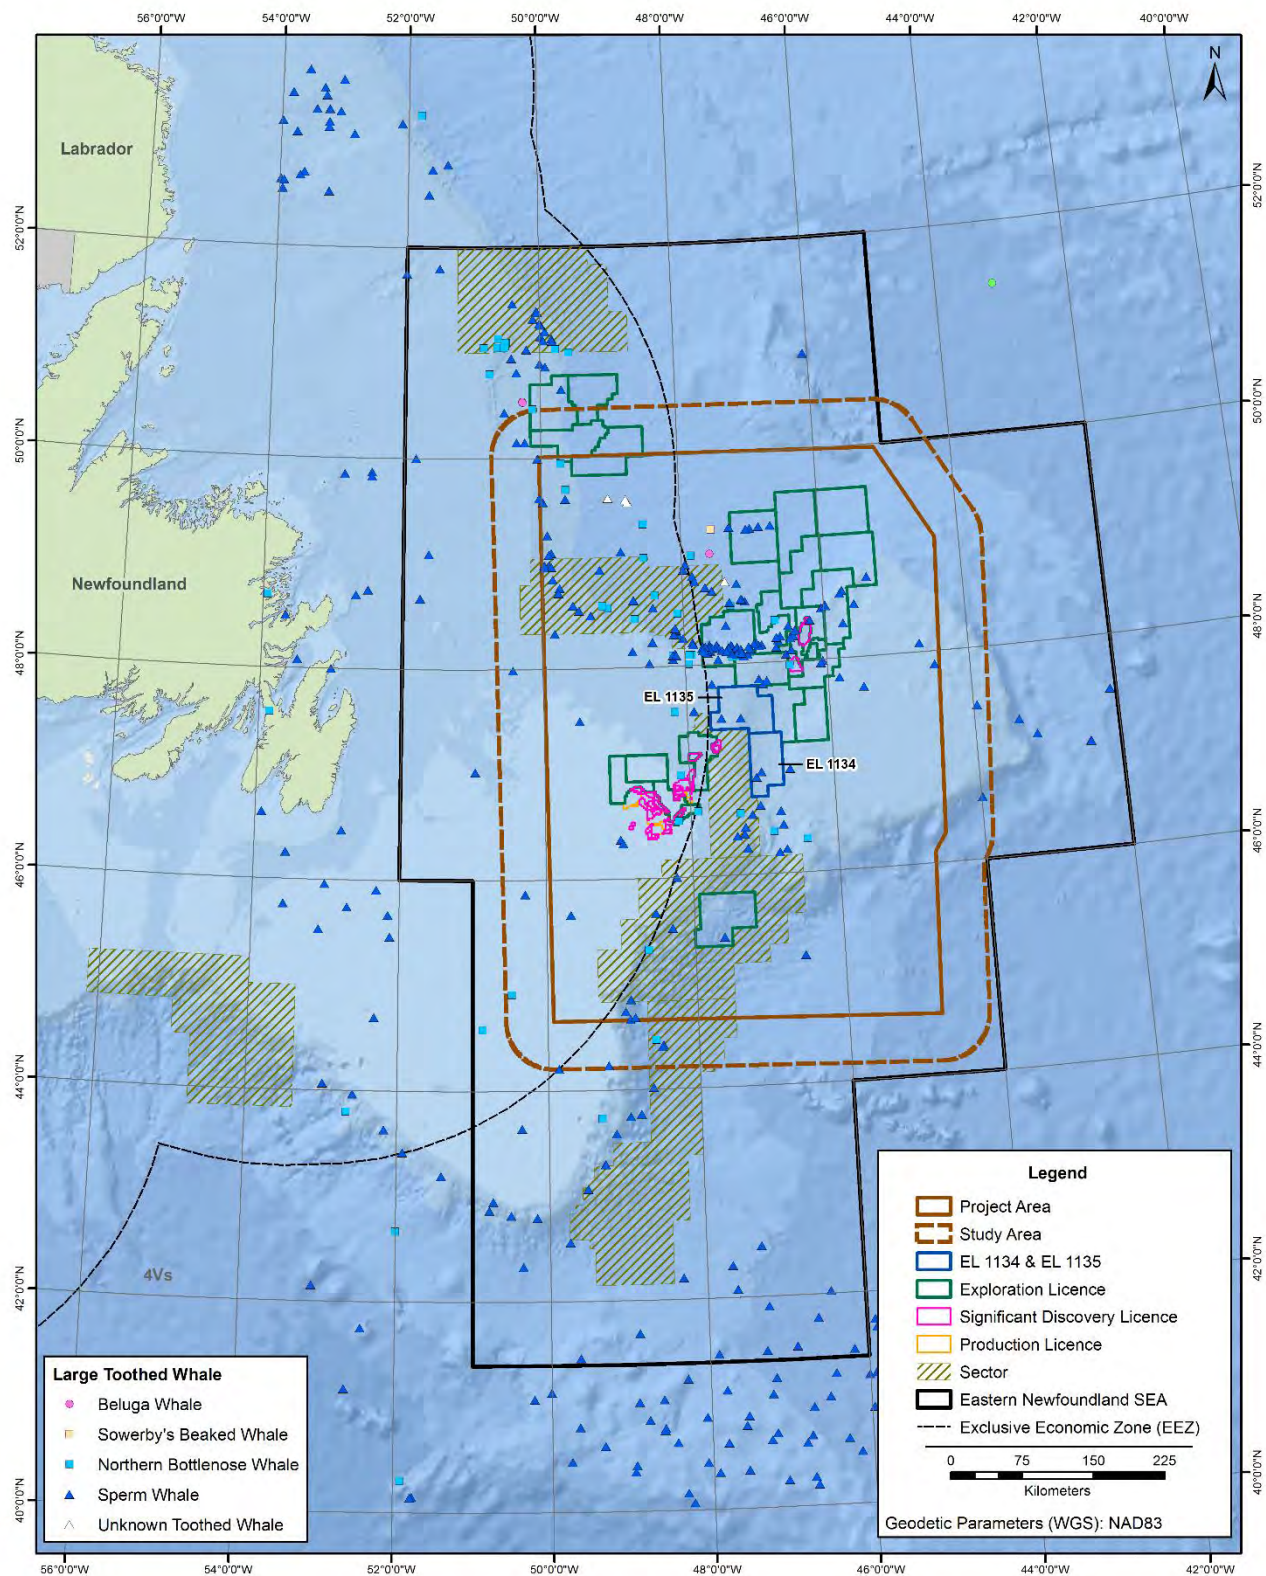 56°0'0"W 54°0'0"W 52°0'0"W 50°0'0"W 48°0'0"W 46°0'0"W 44°0'0"W 42°0'0"W 40°0'0"W
N
Labrador
52°0'0"N
52°0'0"N
50°0'0"N
50°0'0"N
Newfoundland
48°0'0"N
48°0'0"N
EL 1135
EL 1134
46°0'0"N
46°0'0"N
44°0'0"N
44°0'0"N
4Vs
42°0'0"N
42°0'0"N
40°0'0"N
40°0'0"N
Large Toothed Whale
Beluga Whale
Sowerby's Beaked Whale
Northern Bottlenose Whale
Sperm Whale
Unknown Toothed Whale
Legend
Project Area
Study Area
EL 1134 & EL 1135
Exploration Licence
Significant Discovery Licence
Production Licence
Sector
Eastern Newfoundland SEA
Exclusive Economic Zone (EEZ)
0 75 150 225
Kilometers
Geodetic Parameters (WGS): NAD83
56°0'0"W 54°0'0"W 52°0'0"W 50°0'0"W 48°0'0"W 46°0'0"W 44°0'0"W 42°0'0"W